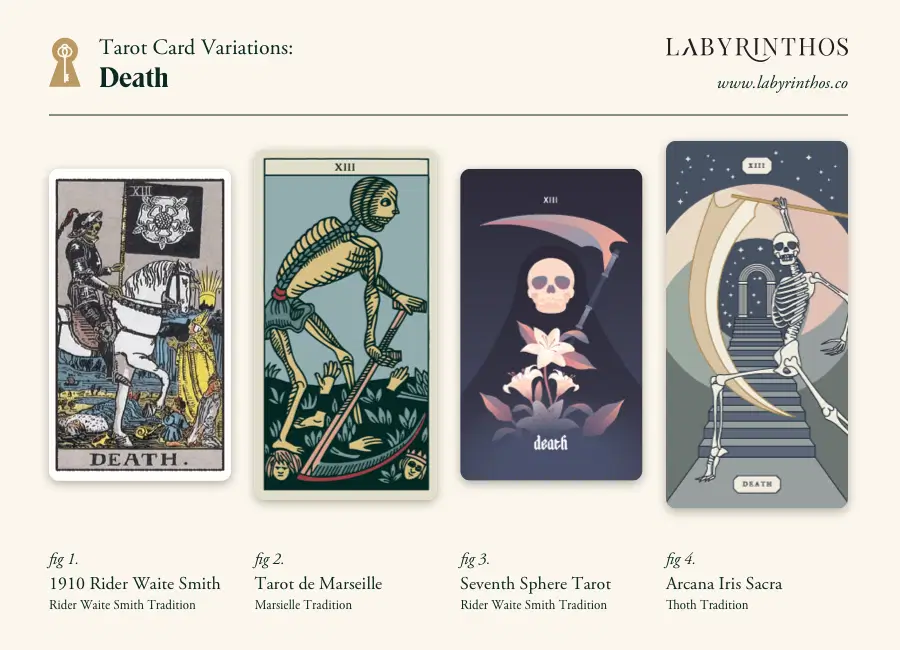 Tarot Card Variations:
Death
LABYRINTHOS
www.labyrinthos.co
XIII
DEATH.
XIII
XIII
death
XIII
DEATH
fig 1.
1910 Rider Waite Smith
Rider Waite Smith Tradition
fig 2.
Tarot de Marseille
Marsielle Tradition
fig 3.
Seventh Sphere Tarot
Rider Waite Smith Tradition
fig 4.
Arcana Iris Sacra
Thoth Tradition